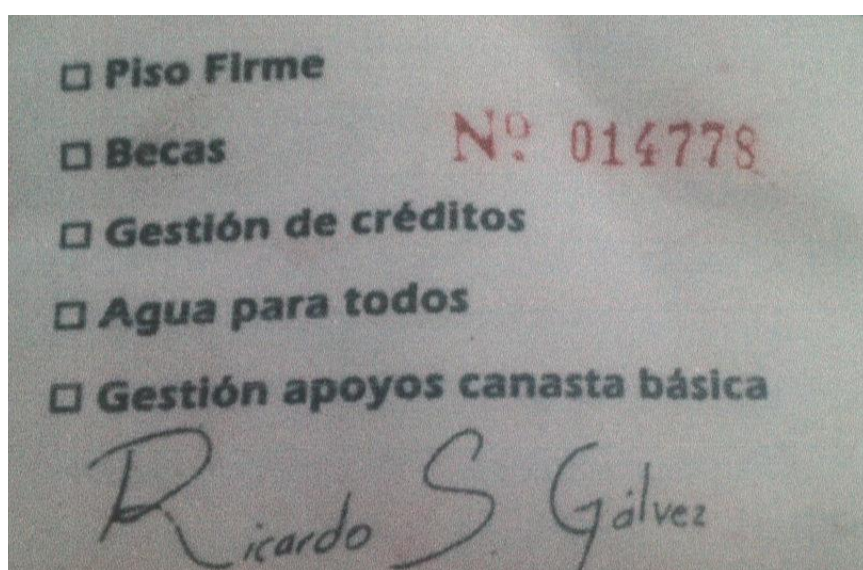 □ Piso Firme
□ Becas
Nº 014778
□ Gestión de créditos
□ Agua para todos
□ Gestión apoyos canasta básica
Ricardo S Gálvez